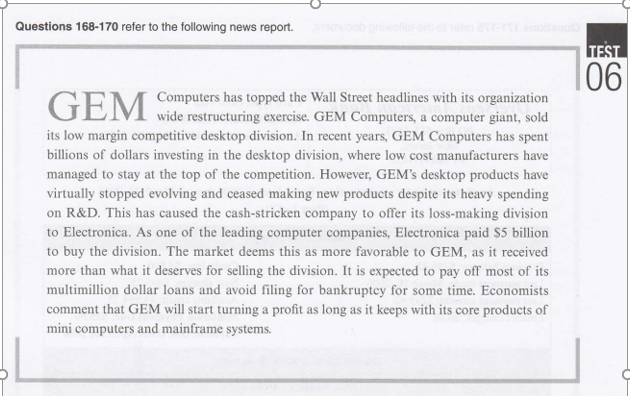 Questions 168-170 refer to the following news report.
TEST
06
GEM Computers has topped the Wall Street headlines with its organization
wide restructuring exercise. GEM Computers, a computer giant, sold
its low margin competitive desktop division. In recent years, GEM Computers has spent
billions of dollars investing in the desktop division, where low cost manufacturers have
managed to stay at the top of the competition. However, GEM's desktop products have
virtually stopped evolving and ceased making new products despite its heavy spending
on R&D. This has caused the cash-stricken company to offer its loss-making division
to Electronica. As one of the leading computer companies, Electronica paid $5 billion
to buy the division. The market deems this as more favorable to GEM, as it received
more than what it deserves for selling the division. It is expected to pay off most of its
multimillion dollar loans and avoid filing for bankruptcy for some time. Economists
comment that GEM will start turning a profit as long as it keeps with its core products of
mini computers and mainframe systems.